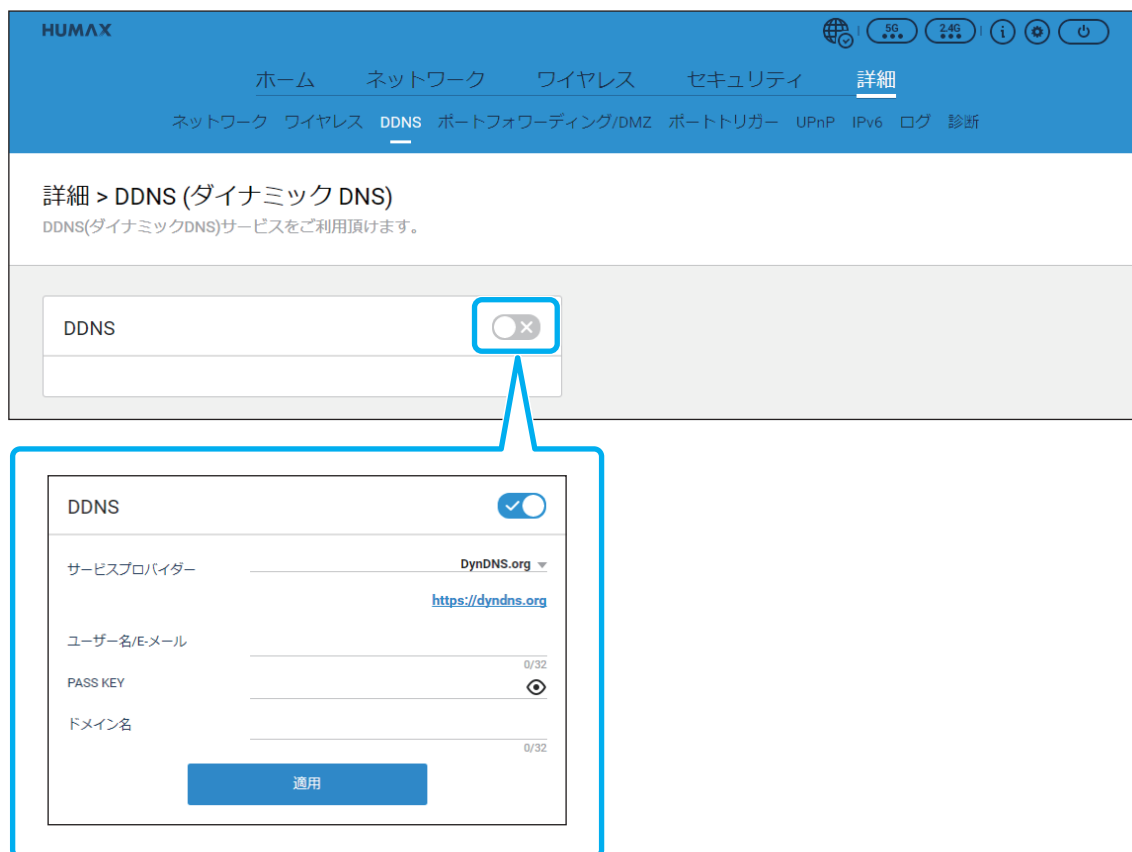 HUMAX
5G 2.4G i
ホーム ネットワーク ワイヤレス セキュリティ 詳細
ネットワーク ワイヤレス DDNS ポートフォワーディング/DMZ ポートトリガー UPnP IPv6 ログ 診断
詳細 > DDNS (ダイナミック DNS)
DDNS(ダイナミックDNS)サービスをご利用頂けます。
DDNS
DDNS
サービスプロバイダー DynDNS.org
https://dyndns.org
ユーザー名/E-メール
0/32
PASS KEY
ドメイン名
0/32
適用